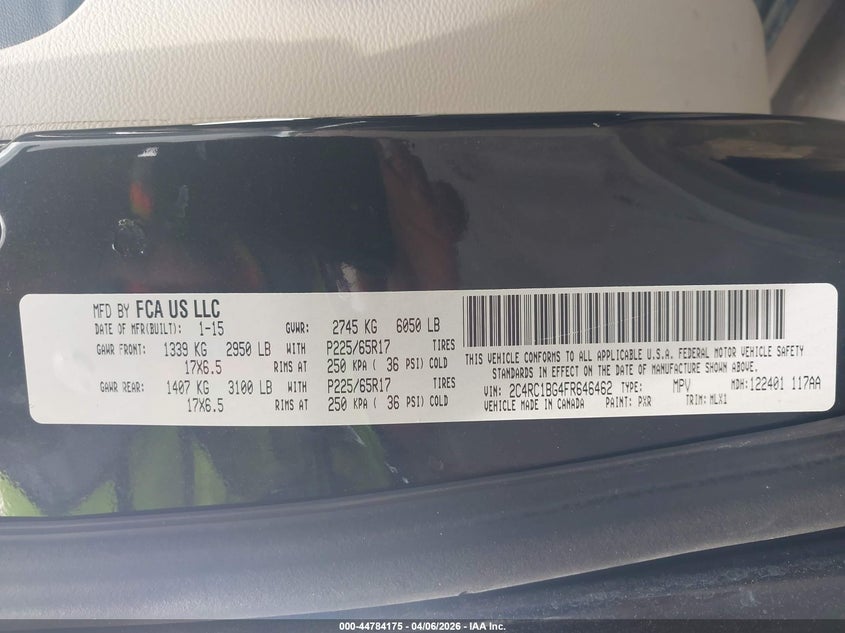 MFD BY FCA US LLC
DATE OF MFR(BUILT): 1-15 GVWR: 2745 KG 6050 LB
GAWR FRONT: 1339 KG 2950 LB WITH P225/65R17 TIRES
17X6.5 RIMS AT 250 KPA ( 36 PSI) COLD
GAWR REAR: 1407 KG 3100 LB WITH P225/65R17 TIRES
17X6.5 RIMS AT 250 KPA ( 36 PSI) COLD
THIS VEHICLE CONFORMS TO ALL APPLICABLE U.S.A. FEDERAL MOTOR VEHICLE SAFETY
STANDARDS IN EFFECT ON THE DATE OF MANUFACTURE SHOWN ABOVE.
VIN: 2C4RC1BG4FR646462 TYPE: MPV MDH:122401 117AA
VEHICLE MADE IN CANADA PAINT: PXR TRIM: MLX1
000-44784175 - 04/06/2026 - IAA Inc.